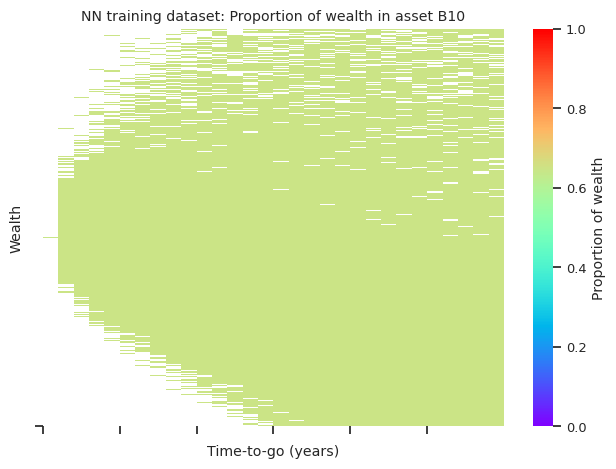 NN training dataset: Proportion of wealth in asset B10
1.0
0.8
0.6
0.4
0.2
0.0
Proportion of wealth
Wealth
Time-to-go (years)